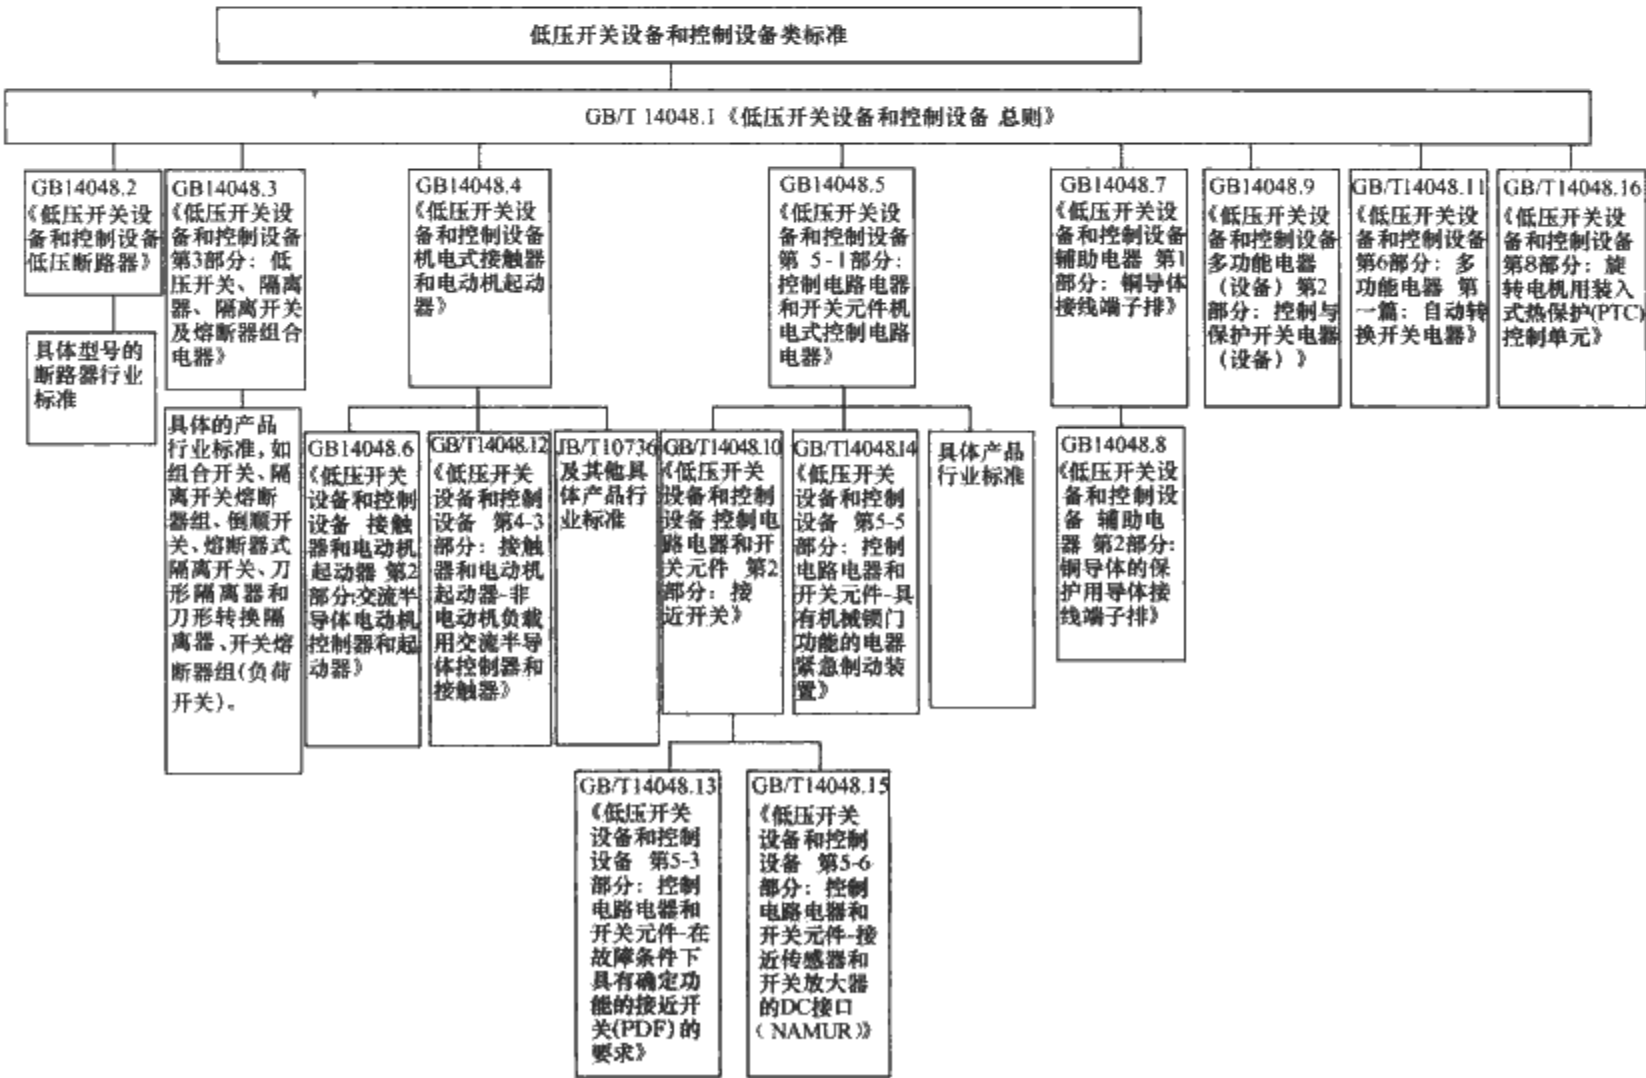 低压开关设备和控制设备类标准
GB/T 14048.1《低压开关设备和控制设备 总则》
GB14048.2
《低压开关设
备和控制设备
低压断路器》
具体型号的
断路器行业
标准
GB14048.3
《低压开关设
备和控制设备
第3部分：低
压开关、隔离
器、隔离开关
及熔断器组合
电器》
具体的产品
行业标准，如
组合开关、隔
离开关熔断
器组、倒顺开
关、熔断器式
隔离开关、刀
形隔离器和
刀形转换隔
离器、开关熔
断器组(负荷
开关)。
GB14048.4
《低压开关设
备和控制设备
机电式接触器
和电动机起动
器》
GB14048.6
《低压开关
设备和控制
设备 接触
器和电动机
起动器 第2
部分:交流半
导体电动机
控制器和起
动器》
GB/T14048.12
《低压开关
设备和控制
设备 第4-3
部分：接触
器和电动机
起动器-非
电动机负载
用交流半导
体控制器和
接触器》
JB/T10736
及其他具
体产品行
业标准
GB14048.5
《低压开关设
备和控制设备
第 5-1部分：
控制电路电器
和开关元件机
电式控制电路
电器》
GB/T14048.10
《低压开关
设备和控制
设备 控制电
路电器和开
关元件 第2
部分：接
近开关》
GB/T14048.14
《低压开关
设备和控制
设备 第5-5
部分：控制
电路电器和
开关元件-具
有机械锁门
功能的电器
紧急制动装
置》
具体产品
行业标准
GB/T14048.13
《低压开关
设备和控制
设备 第5-3
部分：控制
电路电器和
开关元件-在
故障条件下
具有确定功
能的接近开
关(PDF)的
要求》
GB/T14048.15
《低压开关
设备和控制
设备 第5-6
部分：控制
电路电器和
开关元件-接
近传感器和
开关放大器
的DC接口
（NAMUR）》
GB14048.7
《低压开关设
备和控制设备
辅助电器 第1
部分：铜导体
接线端子排》
GB14048.8
《低压开关设
备和控制设
备 辅助电
器 第2部分：
铜导体的保
护用导体接
线端子排》
GB14048.9
《低压开关设
备和控制设备
多功能电器
（设备）第2
部分：控制与
保护开关电器
（设备）》
GB/T14048.11
《低压开关设
备和控制设备
第6部分：多
功能电器 第
一篇：自动转
换开关电器》
GB/T14048.16
《低压开关设
备和控制设备
第8部分：旋
转电机用装入
式热保护(PTC)
控制单元》